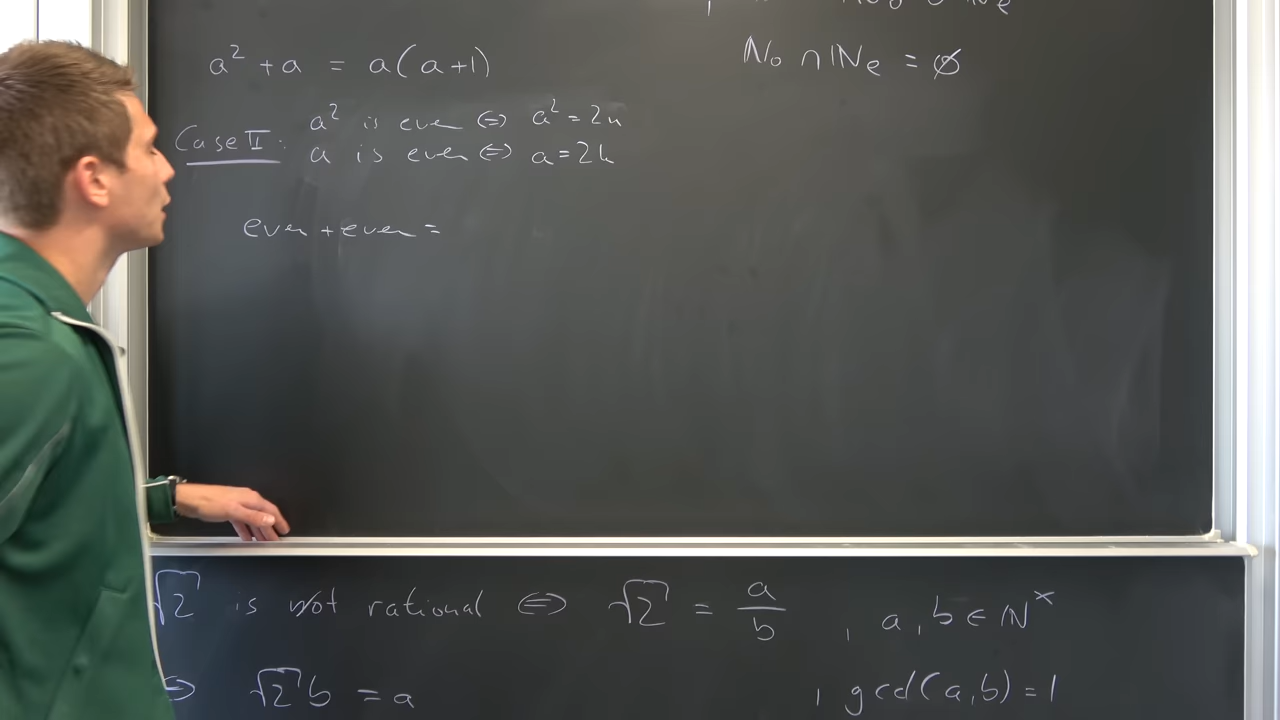 a² + a = a(a+1)
N₀ ∩ ℕₑ = ∅
Case II: a² is even ⇔ a² = 2n
a is even ⇔ a = 2k
even + even =
√2 is not rational ⇔ √2 = a/b , a, b ∈ ℕˣ
⇔ √2 b = a , gcd(a,b) = 1